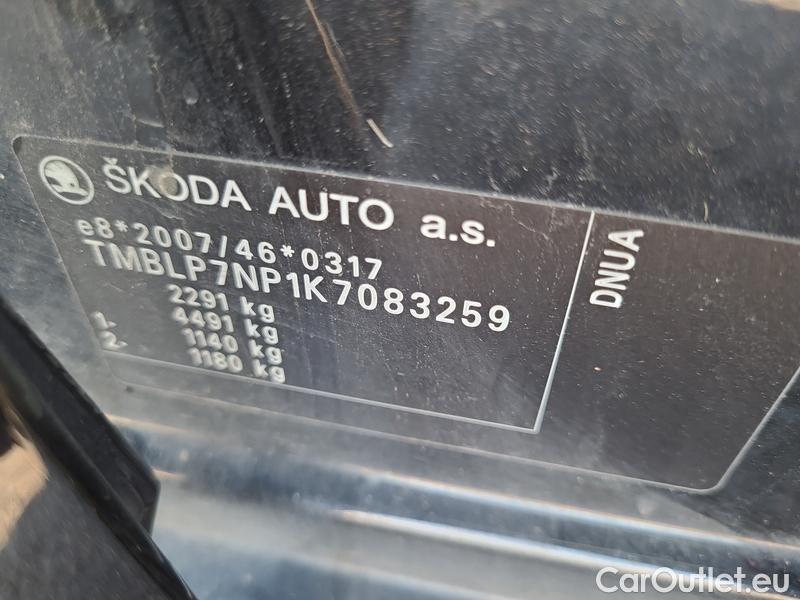 ŠKODA AUTO a.s.
e8*2007/46*0317
TMBLP7NP1K7083259
2291 kg
4491 kg
1. 1140 kg
2. 1180 kg
DNUA
CarOutlet.eu